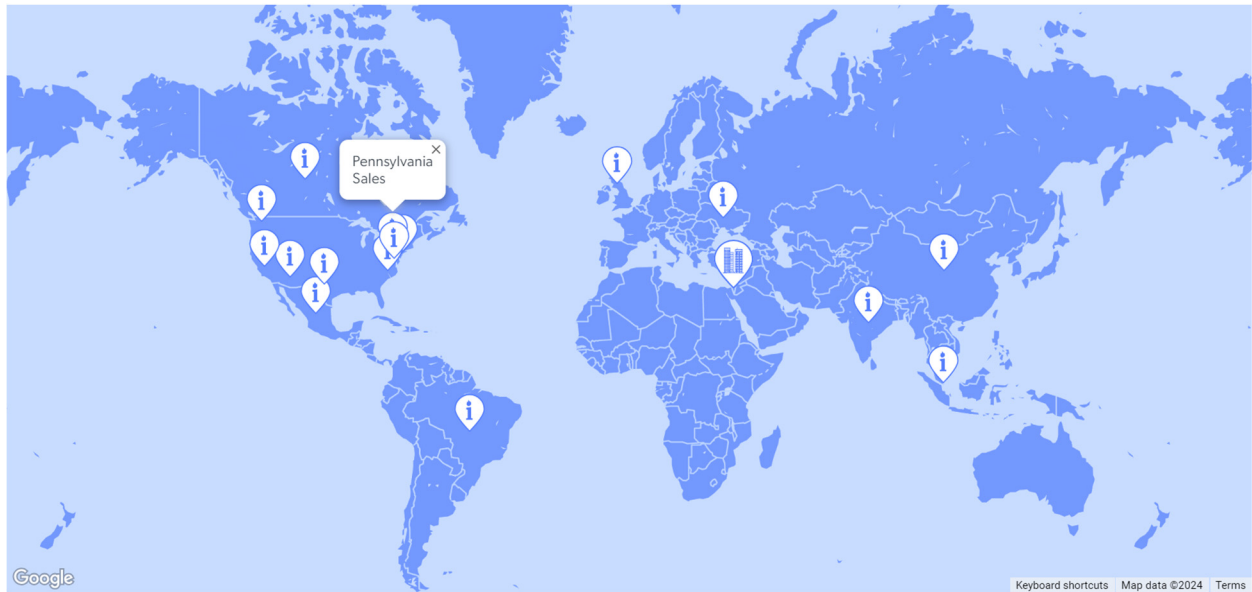 Pennsylvania
Sales
Google
Keyboard shortcuts
Map data ©2024
Terms